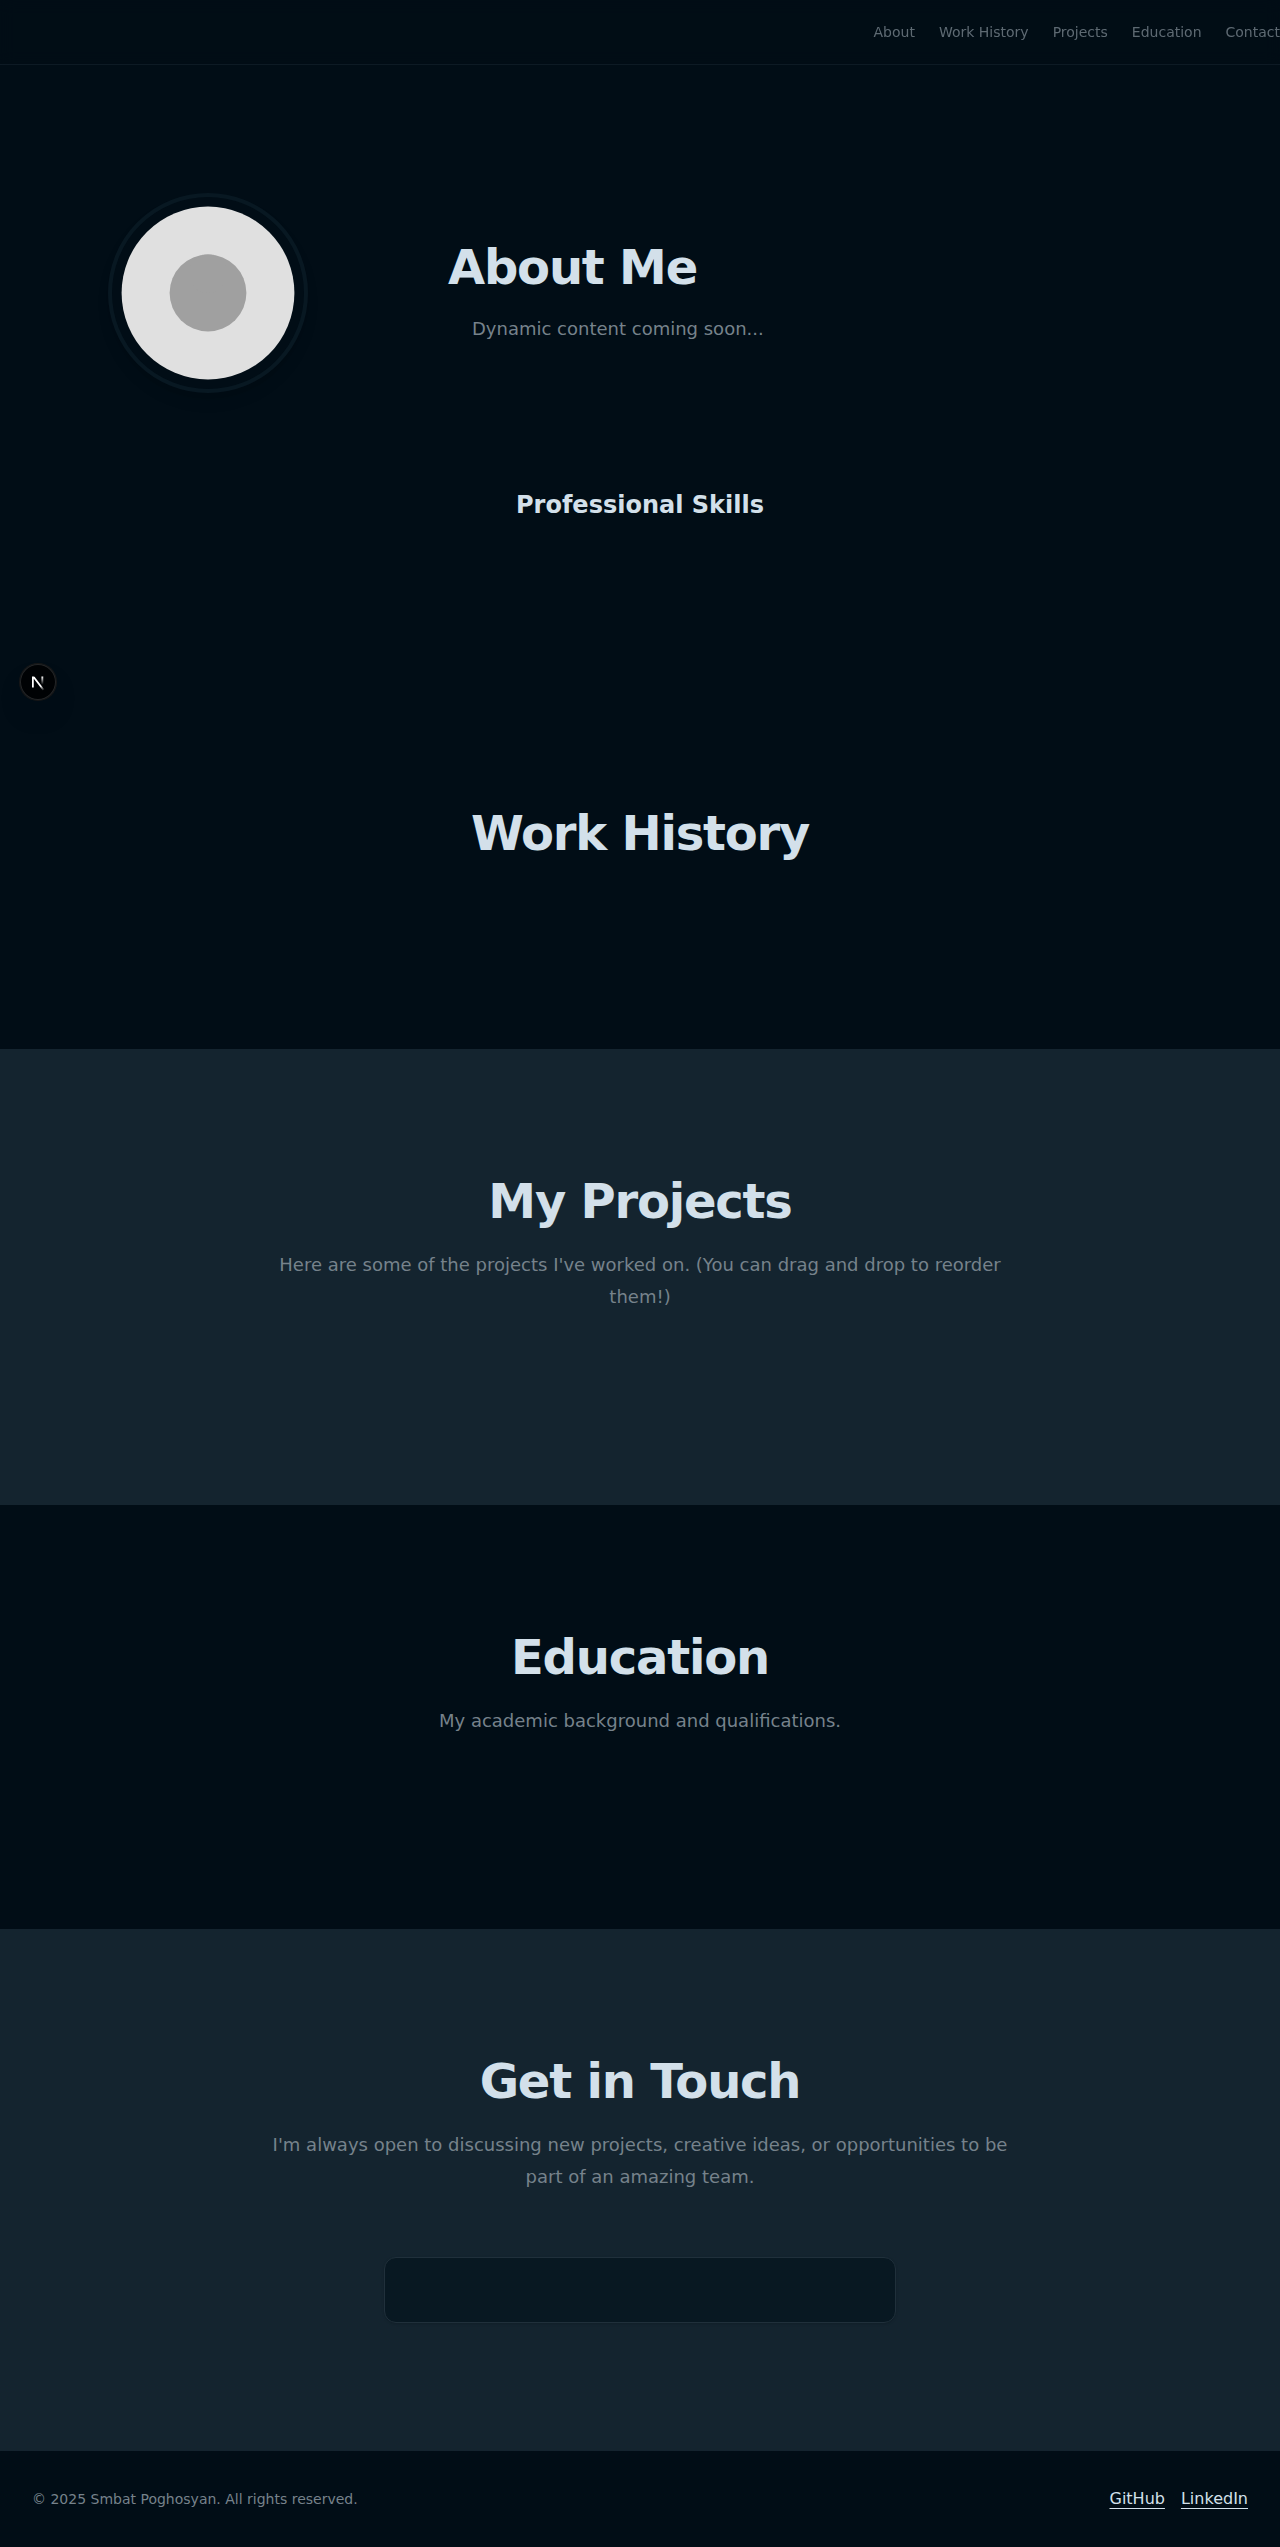 About Work History Projects Education Contact
About Me
Dynamic content coming soon...
Professional Skills
N
Work History
My Projects
Here are some of the projects I've worked on. (You can drag and drop to reorder
them!)
Education
My academic background and qualifications.
Get in Touch
I'm always open to discussing new projects, creative ideas, or opportunities to be
part of an amazing team.
© 2025 Smbat Poghosyan. All rights reserved.
GitHub LinkedIn